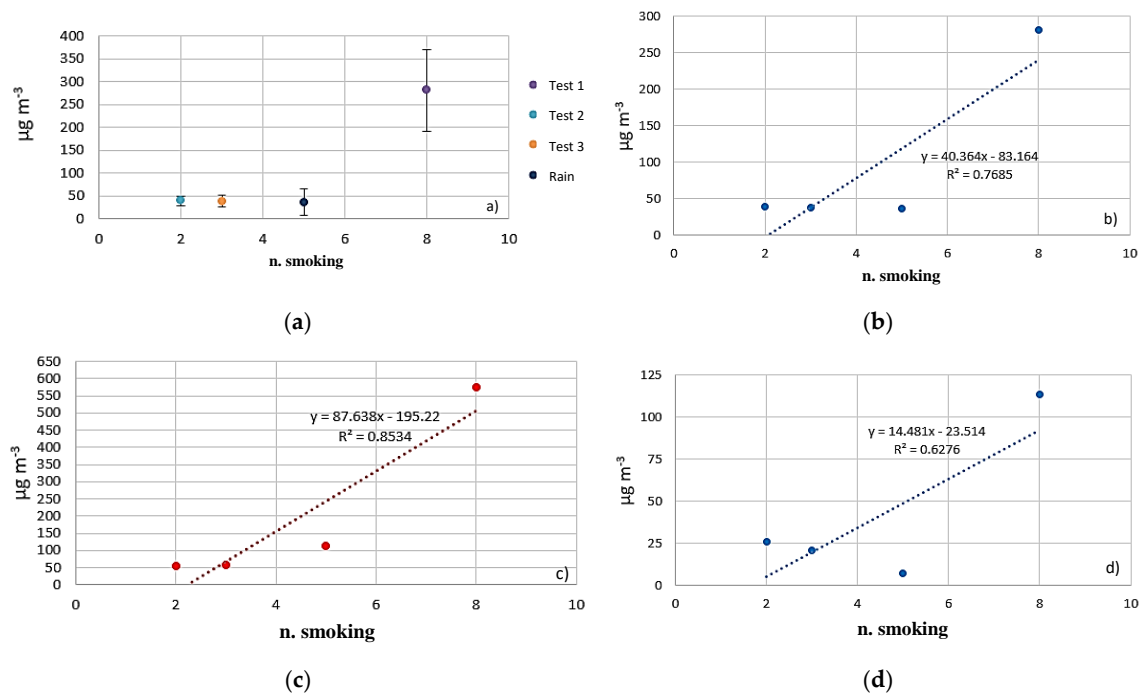 400
350
300
250
200
150
100
50
0
µg m-3
0 2 4 6 8 10
n. smoking
a)
Test 1
Test 2
Test 3
Rain
(a)
300
250
200
150
100
50
0
µg m-3
y = 40.364x - 83.164
R² = 0.7685
b)
0 2 4 6 8 10
n. smoking
(b)
650
600
550
500
450
400
350
300
250
200
150
100
50
0
µg m-3
y = 87.638x - 195.22
R² = 0.8534
c)
0 2 4 6 8 10
n. smoking
(c)
125
100
75
50
25
0
µg m-3
y = 14.481x - 23.514
R² = 0.6276
d)
0 2 4 6 8 10
n. smoking
(d)